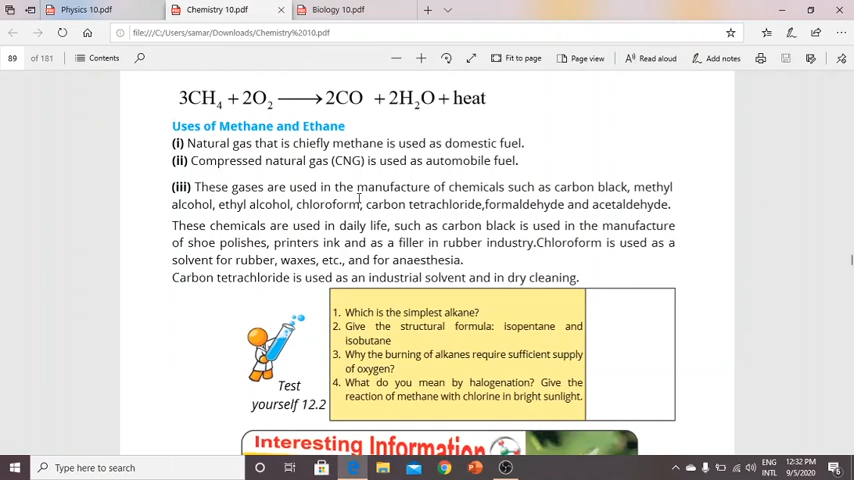 Physics 10.pdf
Chemistry 10.pdf
Biology 10.pdf
file:///C:/Users/samar/Downloads/Chemistry%2010.pdf
89 of 181
Contents
Fit to page
Page view
Read aloud
Add notes
3CH4 + 2O2 ⟶ 2CO + 2H2O + heat
Uses of Methane and Ethane
(i) Natural gas that is chiefly methane is used as domestic fuel.
(ii) Compressed natural gas (CNG) is used as automobile fuel.
(iii) These gases are used in the manufacture of chemicals such as carbon black, methyl
alcohol, ethyl alcohol, chloroform, carbon tetrachloride,formaldehyde and acetaldehyde.
These chemicals are used in daily life, such as carbon black is used in the manufacture
of shoe polishes, printers ink and as a filler in rubber industry.Chloroform is used as a
solvent for rubber, waxes, etc., and for anaesthesia.
Carbon tetrachloride is used as an industrial solvent and in dry cleaning.
1. Which is the simplest alkane?
2. Give the structural formula: isopentane and
isobutane
3. Why the burning of alkanes require sufficient supply
of oxygen?
4. What do you mean by halogenation? Give the
reaction of methane with chlorine in bright sunlight.
Test
yourself 12.2
Interesting Information
Type here to search
ENG
INTL
12:32 PM
9/5/2020
6